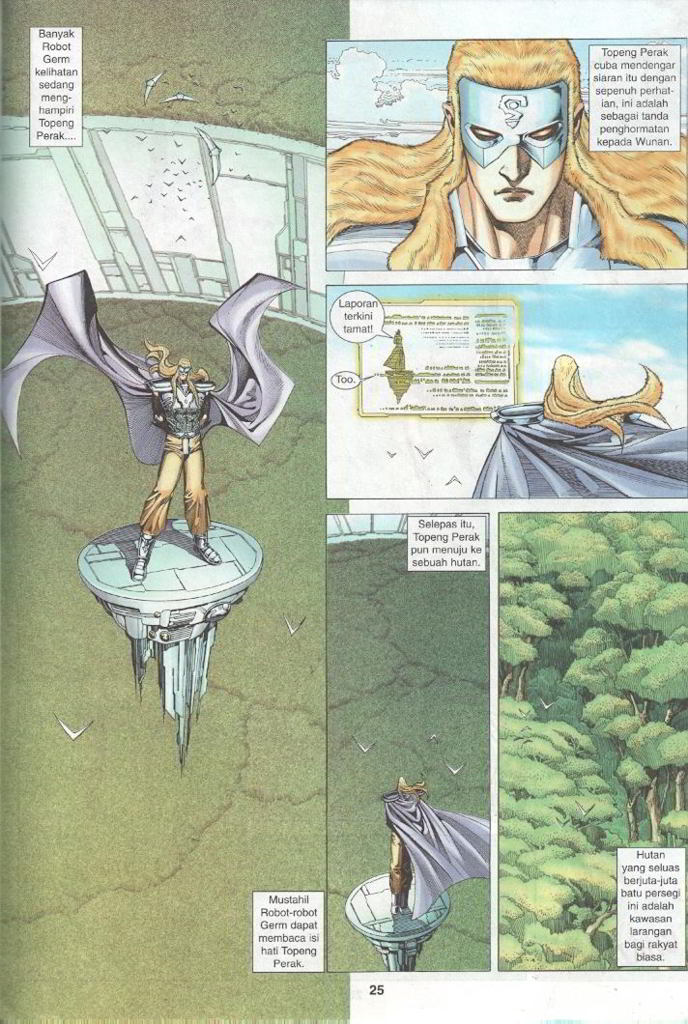 Banyak
Robot
Germ
kelihatan
sedang
meng-
hampiri
Topeng
Perak....
Topeng Perak
cuba mendengar
siaran itu dengan
sepenuh perhat-
ian, ini adalah
sebagai tanda
penghormatan
kepada Wunan.
Laporan
terkini
tamat!
Too.
Selepas itu,
Topeng Perak
pun menuju ke
sebuah hutan.
Mustahil
Robot-robot
Germ dapat
membaca isi
hati Topeng
Perak.
Hutan
yang seluas
berjuta-juta
batu persegi
ini adalah
kawasan
larangan
bagi rakyat
biasa.
25